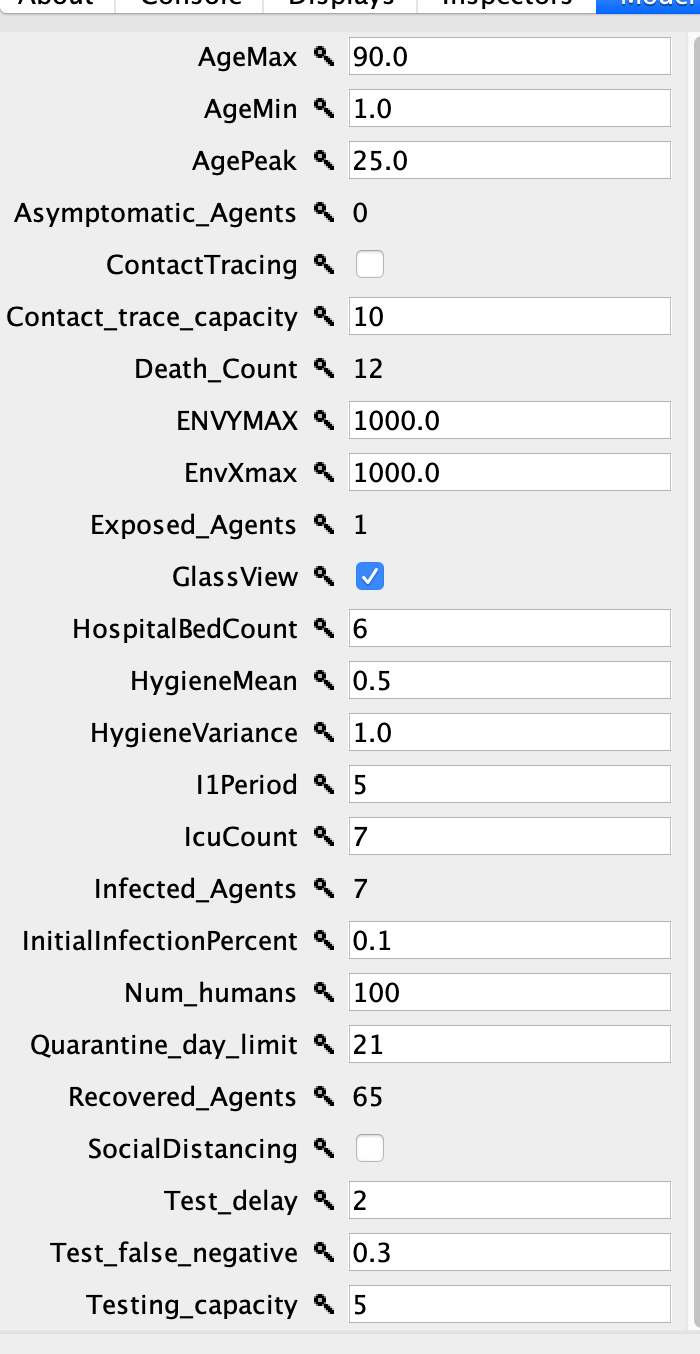 About Console Displays Inspectors Model
AgeMax 90.0
AgeMin 1.0
AgePeak 25.0
Asymptomatic_Agents 0
ContactTracing
Contact_trace_capacity 10
Death_Count 12
ENVYMAX 1000.0
EnvXmax 1000.0
Exposed_Agents 1
GlassView
HospitalBedCount 6
HygieneMean 0.5
HygieneVariance 1.0
I1Period 5
IcuCount 7
Infected_Agents 7
InitialInfectionPercent 0.1
Num_humans 100
Quarantine_day_limit 21
Recovered_Agents 65
SocialDistancing
Test_delay 2
Test_false_negative 0.3
Testing_capacity 5